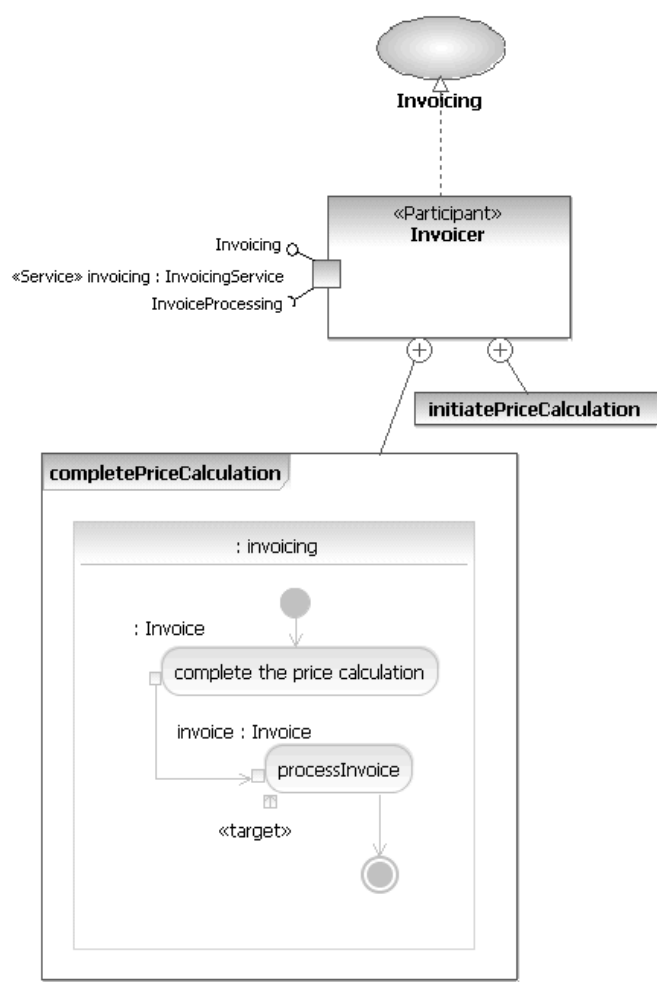 Invoicing
«Participant»
Invoicer
Invoicing
«Service» invoicing : InvoicingService
InvoiceProcessing
initiatePriceCalculation
completePriceCalculation
: invoicing
: Invoice
complete the price calculation
invoice : Invoice
processInvoice
«target»